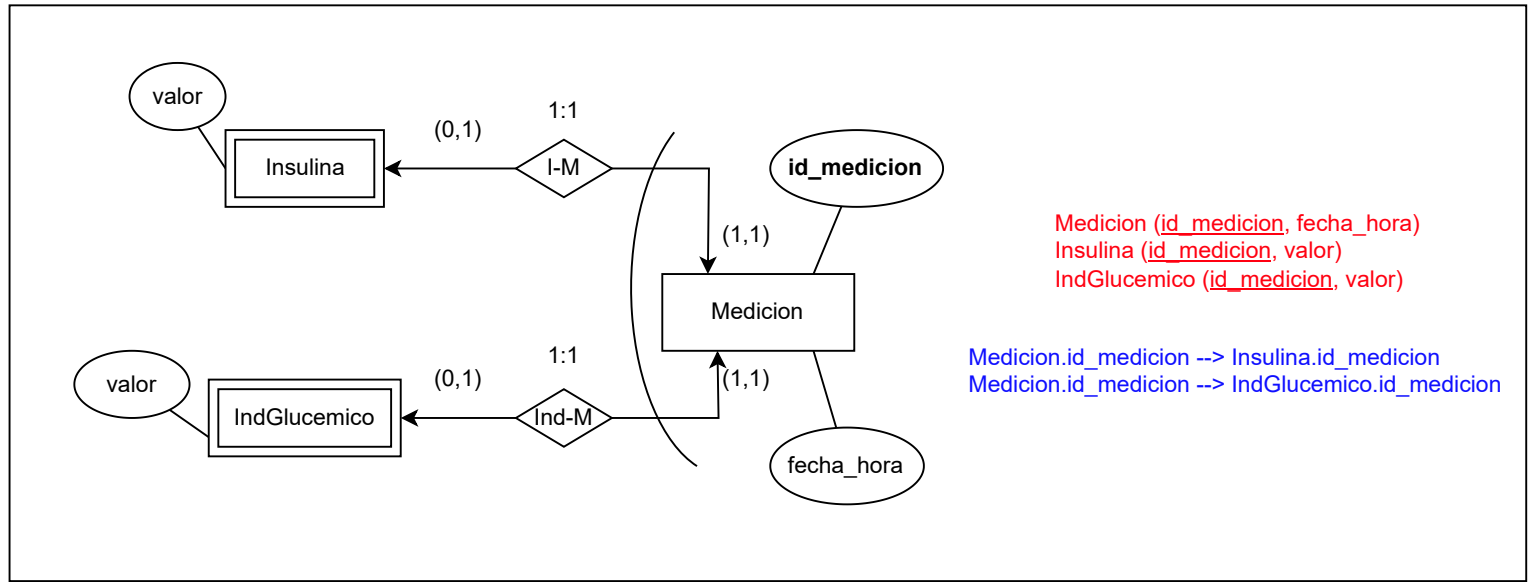 valor
Insulina
(0,1)
1:1
I-M
(1,1)
id_medicion
Medicion
Medicion (id_medicion, fecha_hora)
Insulina (id_medicion, valor)
IndGlucemico (id_medicion, valor)
Medicion.id_medicion --> Insulina.id_medicion
Medicion.id_medicion --> IndGlucemico.id_medicion
valor
IndGlucemico
(0,1)
1:1
Ind-M
(1,1)
fecha_hora